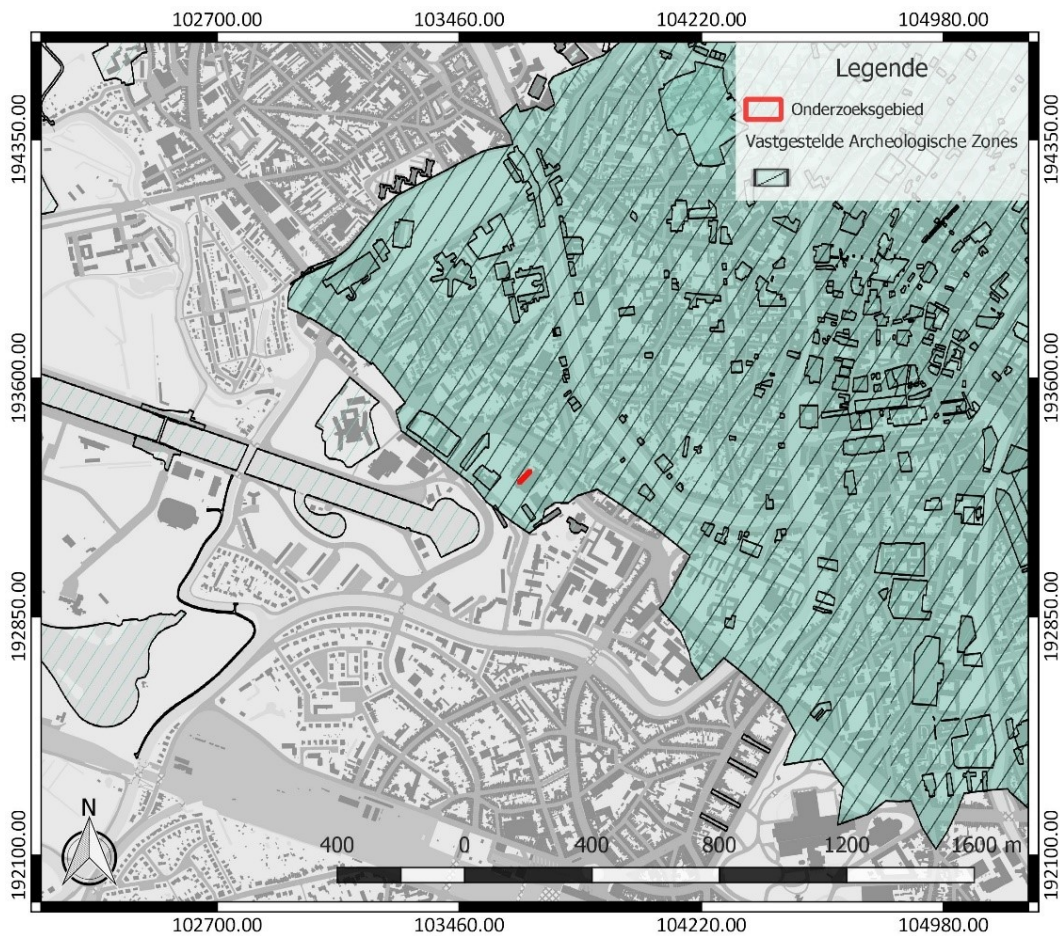 102700.00 103460.00 104220.00 104980.00
Legende
Onderzoeksgebied
Vastgestelde Archeologische Zones
194350.00 194350.00
193600.00 193600.00
192850.00 192850.00
192100.00 192100.00
N
400 0 400 800 1200 1600 m
102700.00 103460.00 104220.00 104980.00